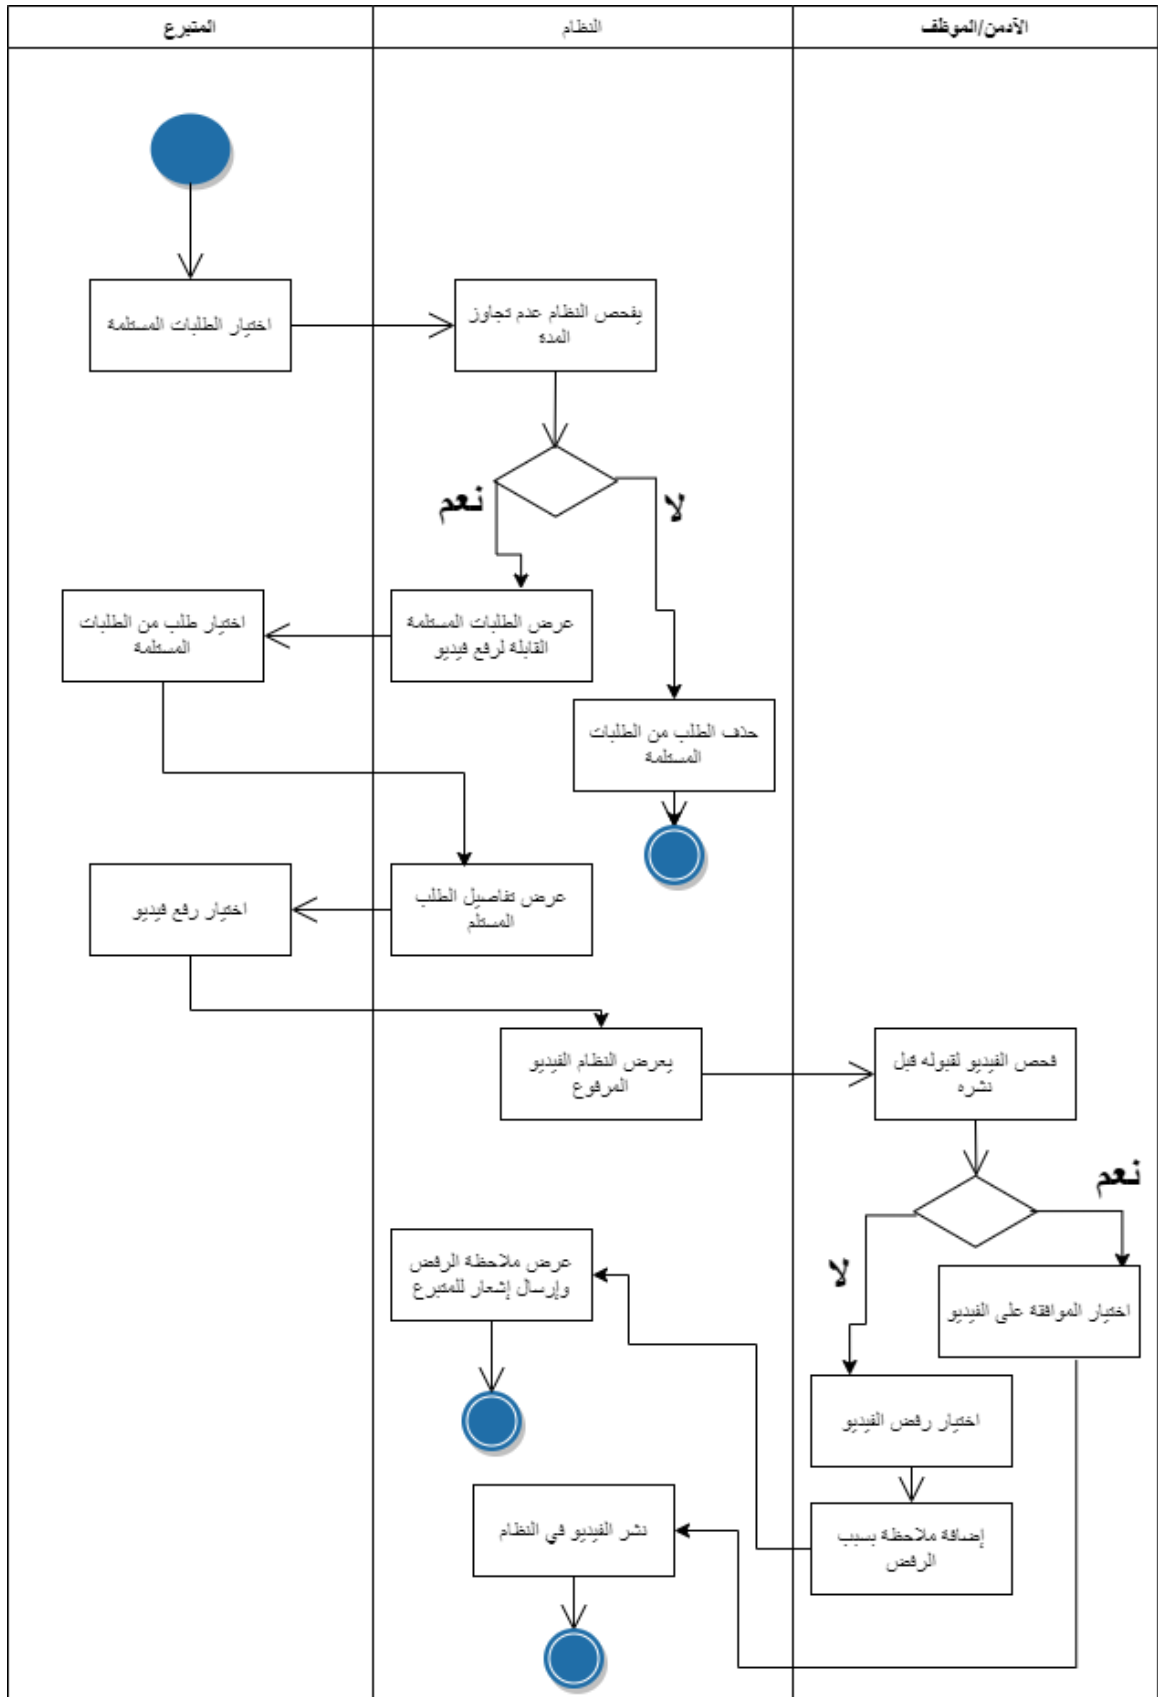 المتبرع
النظام
الآدمن/الموظف
اختيار الطلبات المستلمة
يفحص النظام عدم تجاوز
المدة
نعم
لا
عرض الطلبات المستلمة
القابلة لرفع فيديو
اختيار طلب من الطلبات
المستلمة
حذف الطلب من الطلبات
المستلمة
عرض تفاصيل الطلب
المستلم
اختيار رفع فيديو
يعرض النظام الفيديو
المرفوع
فحص الفيديو لقبوله قبل
نشره
نعم
لا
عرض ملاحظة الرفض
وإرسال إشعار للمتبرع
اختيار الموافقة على الفيديو
اختيار رفض الفيديو
نشر الفيديو في النظام
إضافة ملاحظة بسبب
الرفض